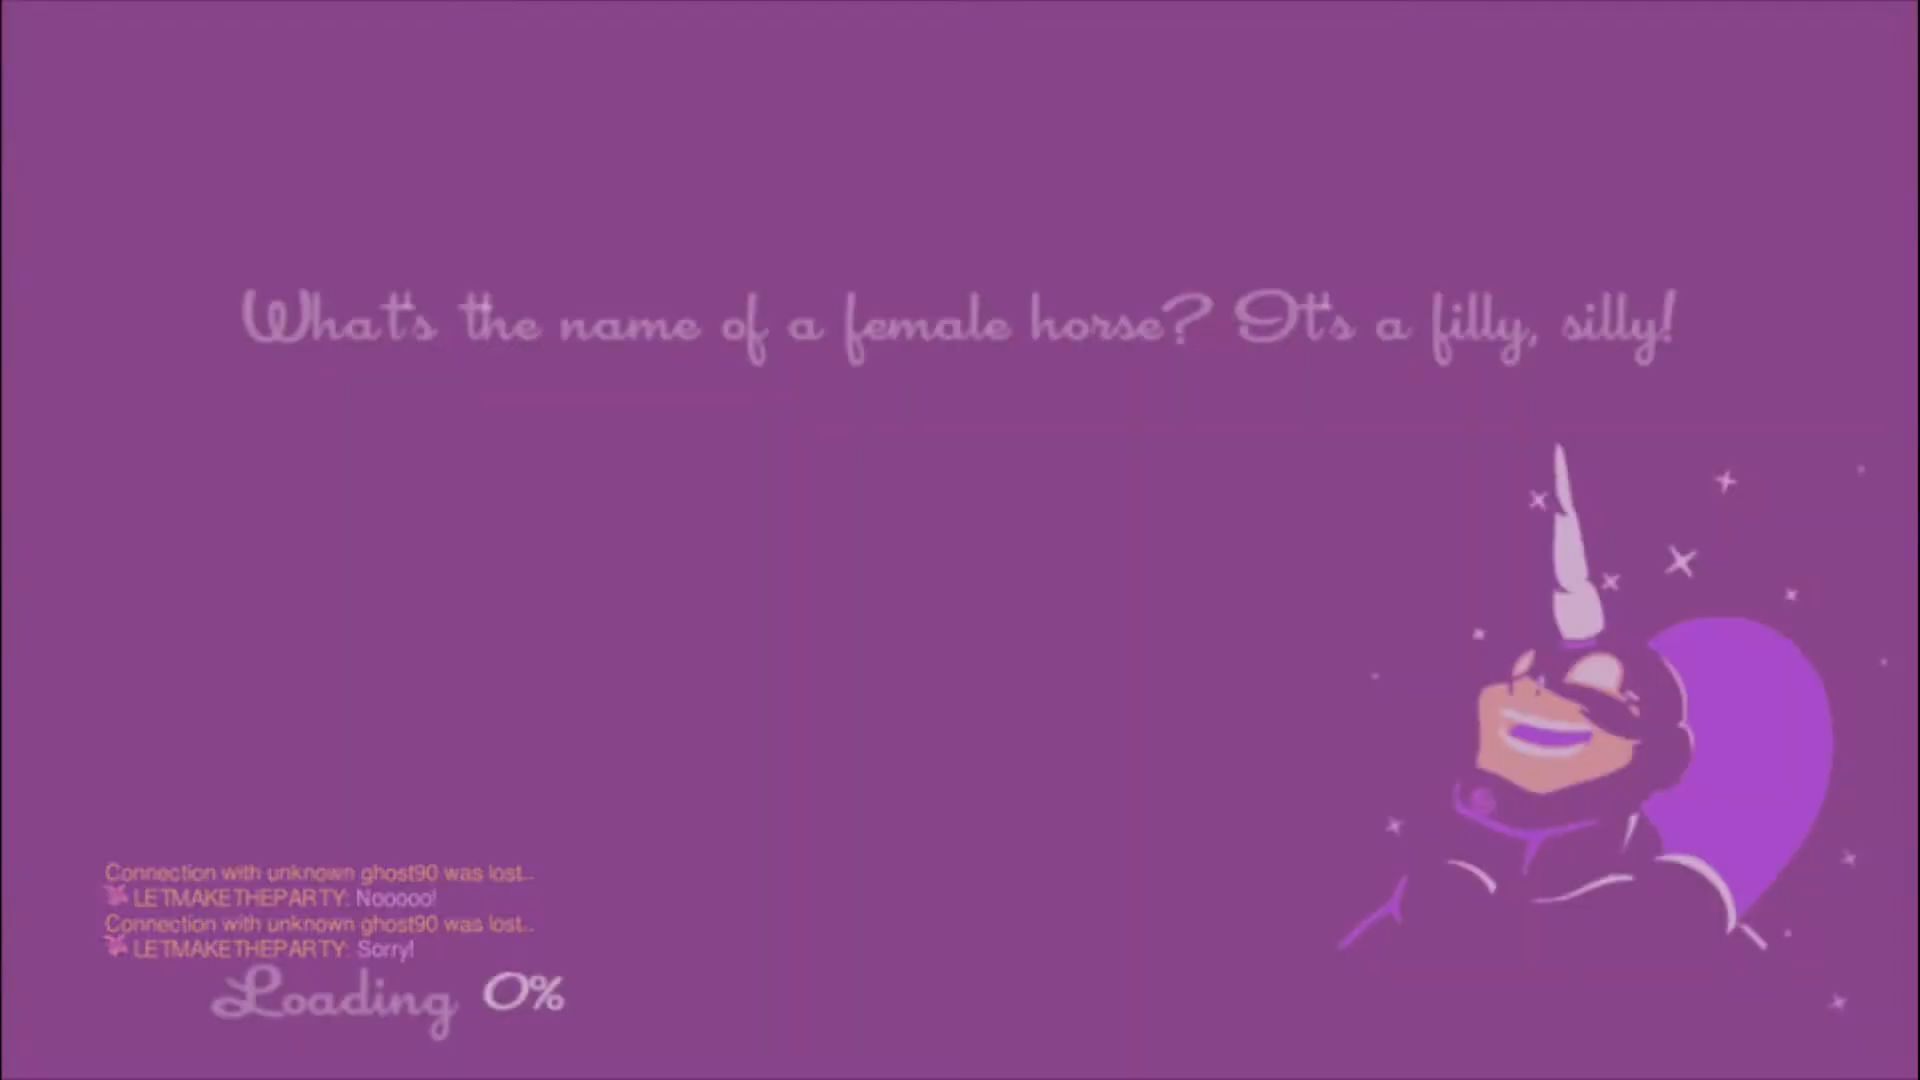 What's the name of a female horse? It's a filly, silly!
Connection with unknown ghost90 was lost..
LETMAKETHEPARTY: Nooooo!
Connection with unknown ghost90 was lost..
LETMAKETHEPARTY: Sorry!
Loading 0%